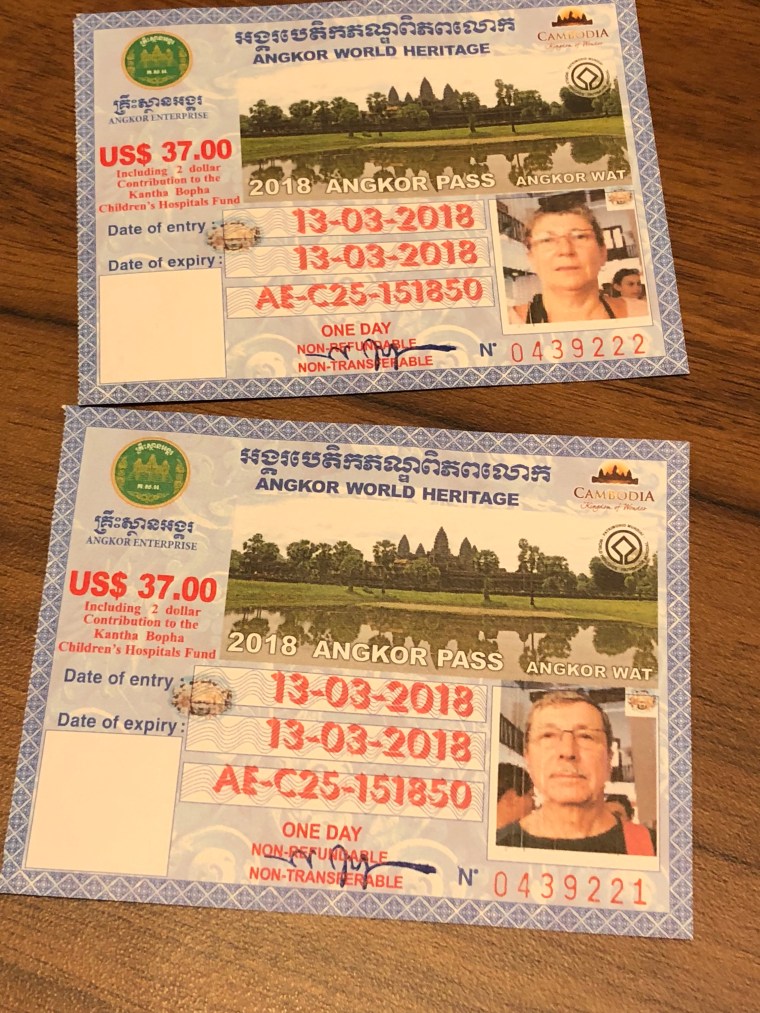 អង្គរបេតិកភណ្ឌពិភពលោក
ANGKOR WORLD HERITAGE
CAMBODIA
Kingdom of Wonder
គ្រឹះស្ថានអង្គរ
ANGKOR ENTERPRISE
US$ 37.00
Including 2 dollar
Contribution to the
Kantha Bopha
Children's Hospitals Fund
2018 ANGKOR PASS ANGKOR WAT
Date of entry : 13-03-2018
Date of expiry : 13-03-2018
AE-C25-151850
ONE DAY
NON-REFUNDABLE
NON-TRANSFERABLE
N° 0439222
អង្គរបេតិកភណ្ឌពិភពលោក
ANGKOR WORLD HERITAGE
CAMBODIA
Kingdom of Wonder
គ្រឹះស្ថានអង្គរ
ANGKOR ENTERPRISE
US$ 37.00
Including 2 dollar
Contribution to the
Kantha Bopha
Children's Hospitals Fund
2018 ANGKOR PASS ANGKOR WAT
Date of entry : 13-03-2018
Date of expiry : 13-03-2018
AE-C25-151850
ONE DAY
NON-REFUNDABLE
NON-TRANSFERABLE
N° 0439221